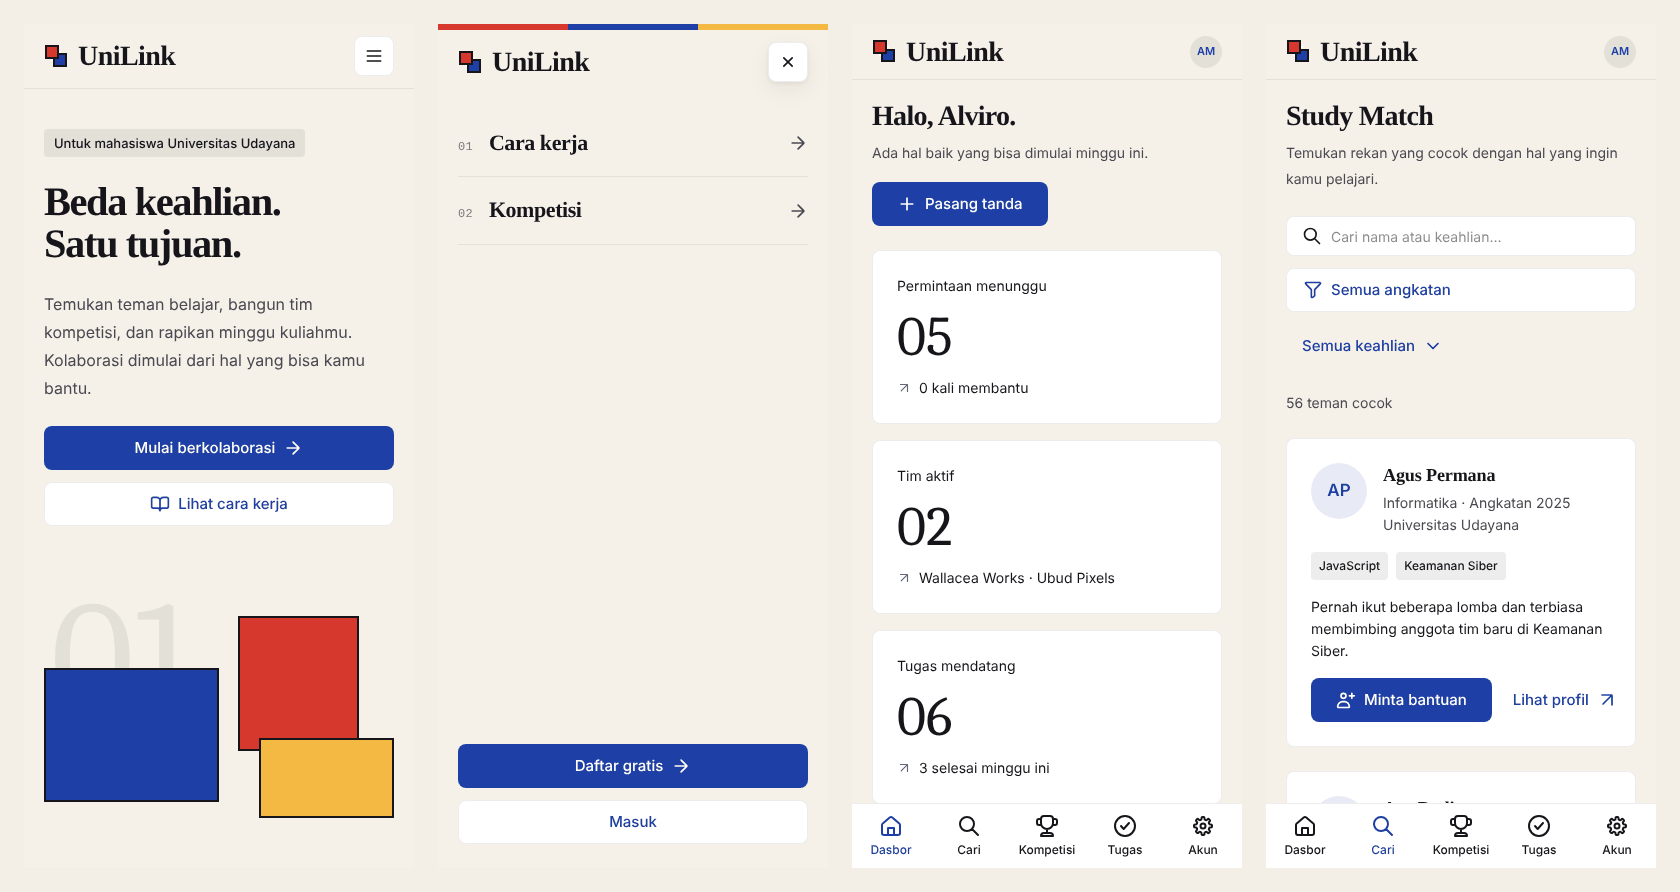 UniLink
Untuk mahasiswa Universitas Udayana
Beda keahlian.
Satu tujuan.
Temukan teman belajar, bangun tim
kompetisi, dan rapikan minggu kuliahmu.
Kolaborasi dimulai dari hal yang bisa kamu
bantu.
Mulai berkolaborasi
Lihat cara kerja
01
UniLink
01 Cara kerja
02 Kompetisi
Daftar gratis
Masuk
UniLink
AM
Halo, Alviro.
Ada hal baik yang bisa dimulai minggu ini.
Pasang tanda
Permintaan menunggu
05
0 kali membantu
Tim aktif
02
Wallacea Works · Ubud Pixels
Tugas mendatang
06
3 selesai minggu ini
Dasbor Cari Kompetisi Tugas Akun
UniLink
AM
Study Match
Temukan rekan yang cocok dengan hal yang ingin
kamu pelajari.
Cari nama atau keahlian...
Semua angkatan
Semua keahlian
56 teman cocok
AP
Agus Permana
Informatika · Angkatan 2025
Universitas Udayana
JavaScript Keamanan Siber
Pernah ikut beberapa lomba dan terbiasa
membimbing anggota tim baru di Keamanan
Siber.
Minta bantuan
Lihat profil
Dasbor Cari Kompetisi Tugas Akun